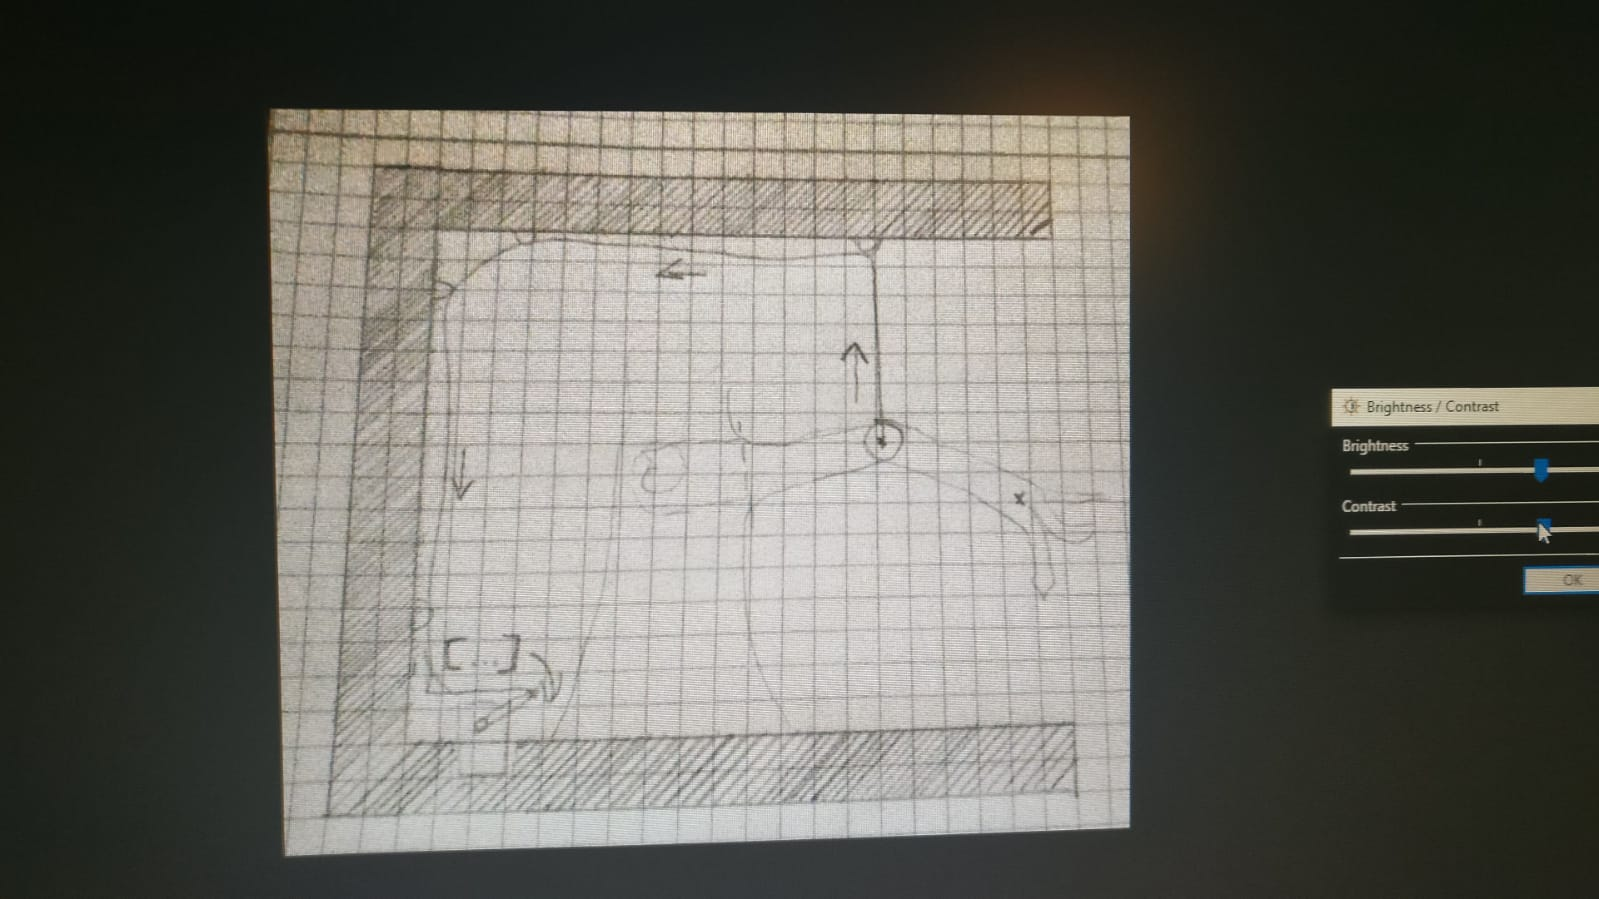 Brightness / Contrast
Brightness
Contrast
OK
[...]